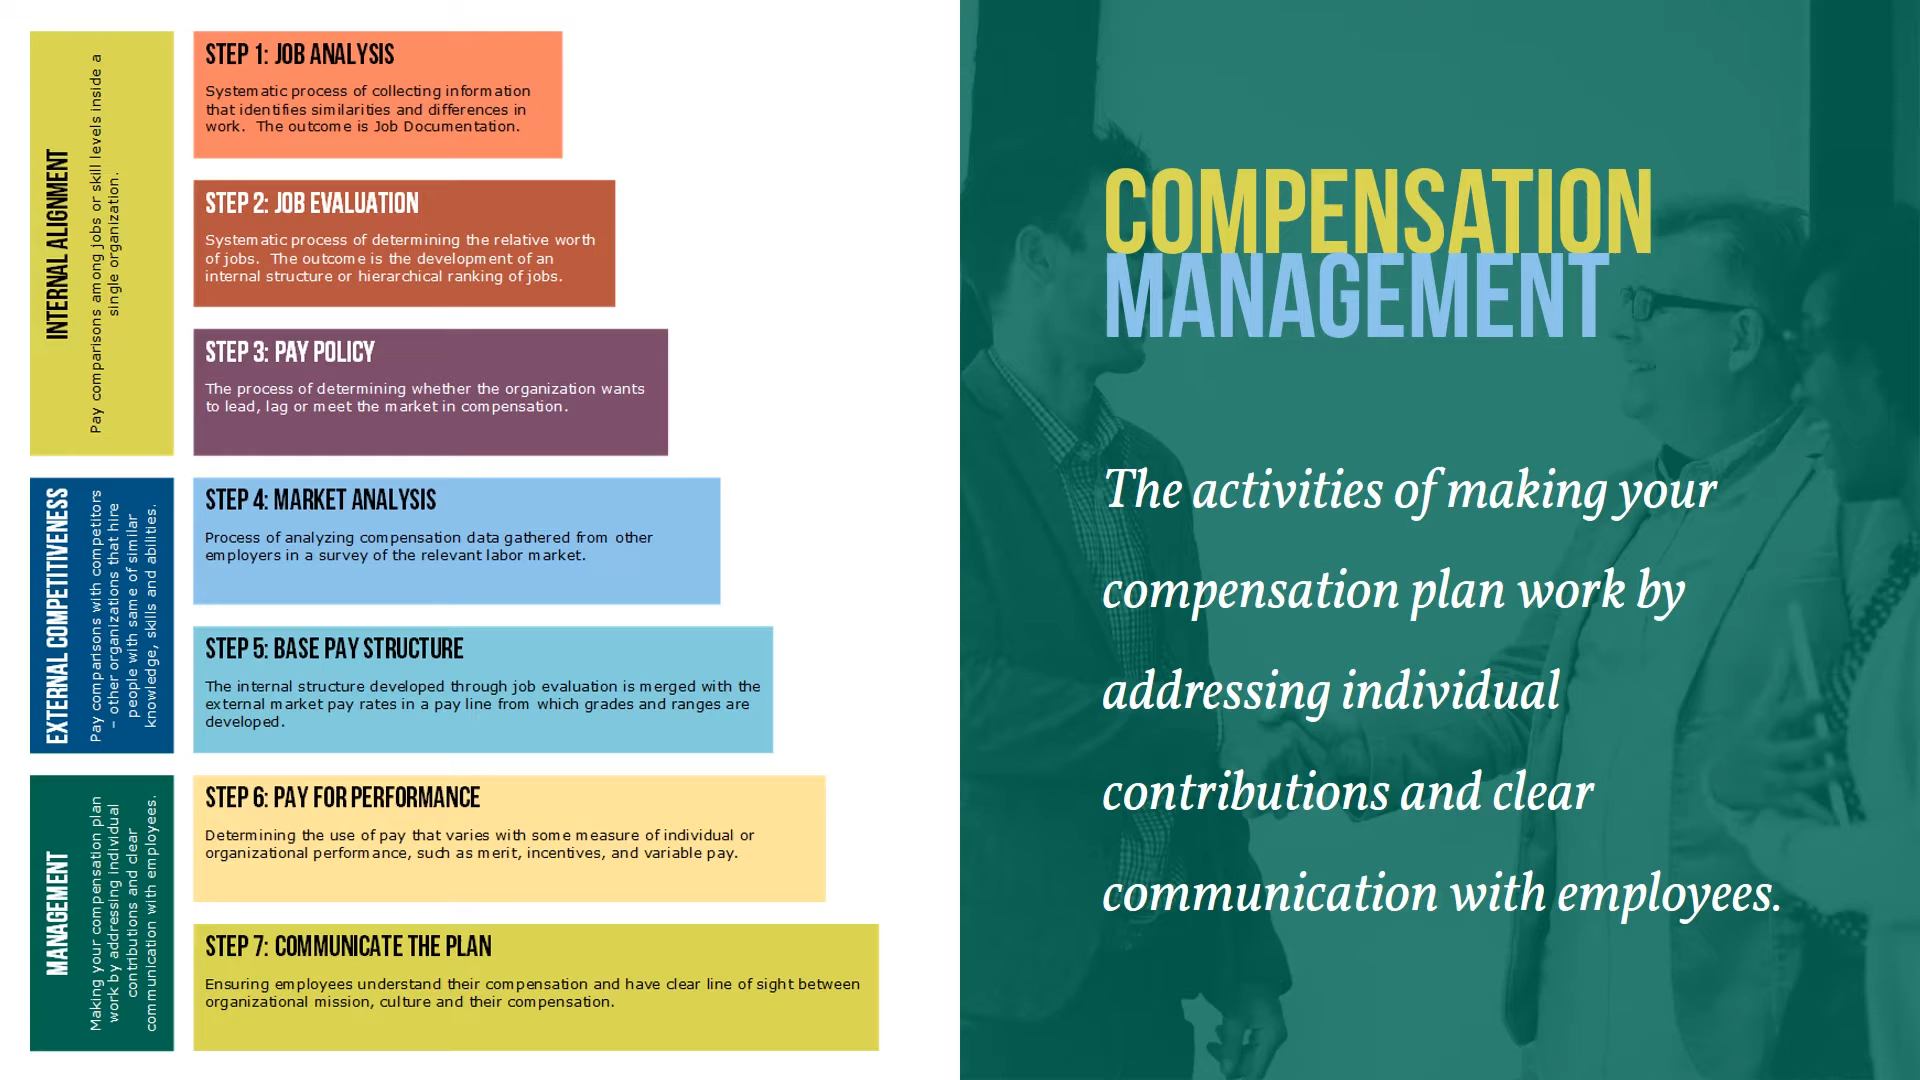 INTERNAL ALIGNMENT
Pay comparisons among jobs or skill levels inside a
single organization.
STEP 1: JOB ANALYSIS
Systematic process of collecting information
that identifies similarities and differences in
work.  The outcome is Job Documentation.
STEP 2: JOB EVALUATION
Systematic process of determining the relative worth
of jobs.  The outcome is the development of an
internal structure or hierarchical ranking of jobs.
STEP 3: PAY POLICY
The process of determining whether the organization wants
to lead, lag or meet the market in compensation.
EXTERNAL COMPETITIVENESS
Pay comparisons with competitors
– other organizations that hire
people with same of similar
knowledge, skills and abilities.
STEP 4: MARKET ANALYSIS
Process of analyzing compensation data gathered from other
employers in a survey of the relevant labor market.
STEP 5: BASE PAY STRUCTURE
The internal structure developed through job evaluation is merged with the
external market pay rates in a pay line from which grades and ranges are
developed.
MANAGEMENT
Making your compensation plan
work by addressing individual
contributions and clear
communication with employees.
STEP 6: PAY FOR PERFORMANCE
Determining the use of pay that varies with some measure of individual or
organizational performance, such as merit, incentives, and variable pay.
STEP 7: COMMUNICATE THE PLAN
Ensuring employees understand their compensation and have clear line of sight between
organizational mission, culture and their compensation.
COMPENSATION
MANAGEMENT
The activities of making your
compensation plan work by
addressing individual
contributions and clear
communication with employees.